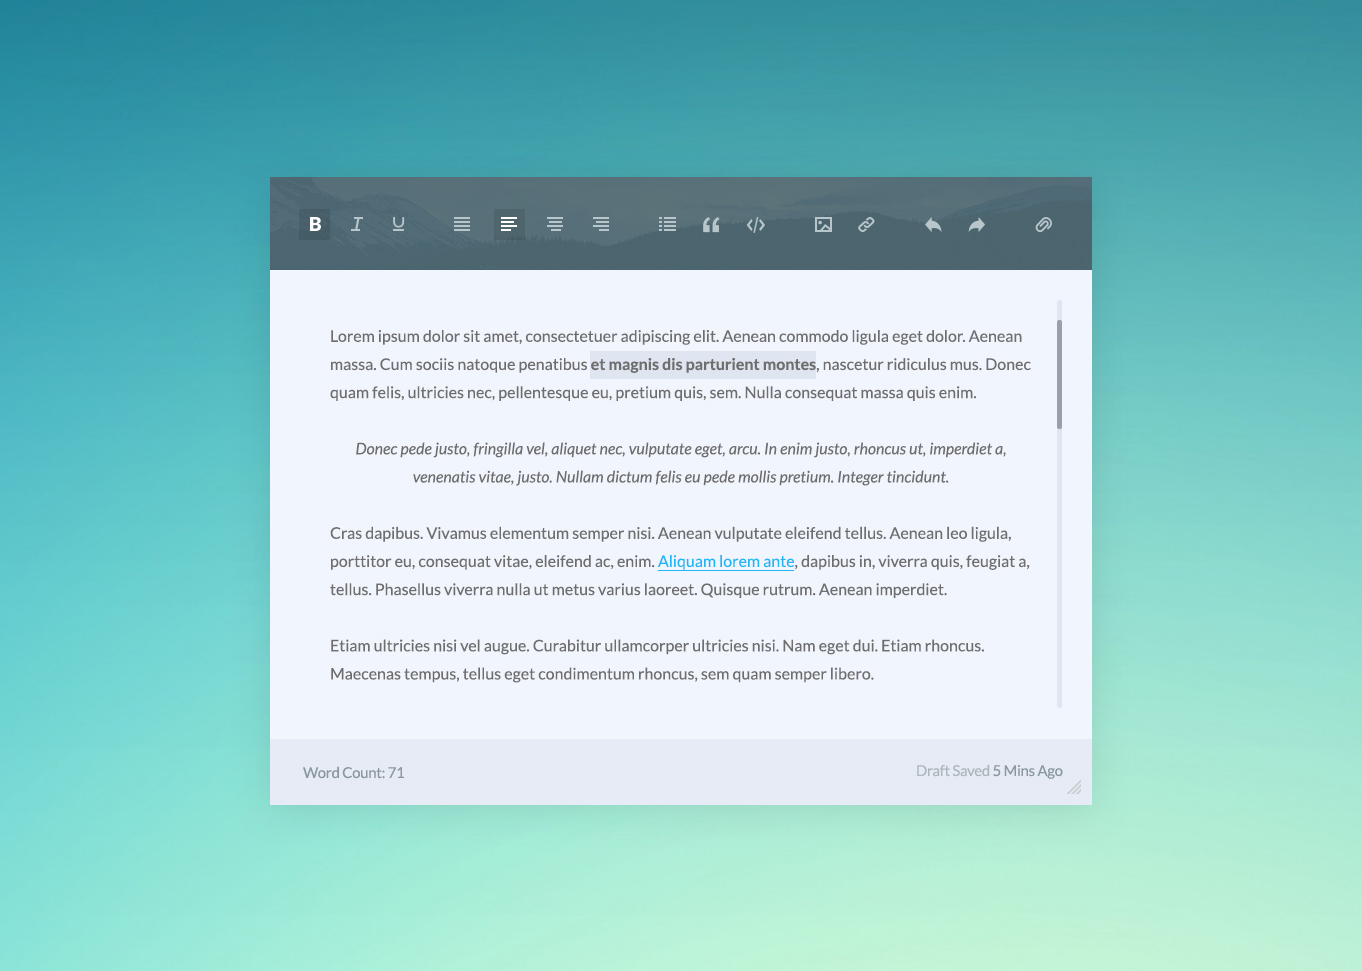 B I U
Lorem ipsum dolor sit amet, consectetuer adipiscing elit. Aenean commodo ligula eget dolor. Aenean
massa. Cum sociis natoque penatibus et magnis dis parturient montes, nascetur ridiculus mus. Donec
quam felis, ultricies nec, pellentesque eu, pretium quis, sem. Nulla consequat massa quis enim.
Donec pede justo, fringilla vel, aliquet nec, vulputate eget, arcu. In enim justo, rhoncus ut, imperdiet a,
venenatis vitae, justo. Nullam dictum felis eu pede mollis pretium. Integer tincidunt.
Cras dapibus. Vivamus elementum semper nisi. Aenean vulputate eleifend tellus. Aenean leo ligula,
porttitor eu, consequat vitae, eleifend ac, enim. Aliquam lorem ante, dapibus in, viverra quis, feugiat a,
tellus. Phasellus viverra nulla ut metus varius laoreet. Quisque rutrum. Aenean imperdiet.
Etiam ultricies nisi vel augue. Curabitur ullamcorper ultricies nisi. Nam eget dui. Etiam rhoncus.
Maecenas tempus, tellus eget condimentum rhoncus, sem quam semper libero.
Word Count: 71
Draft Saved 5 Mins Ago